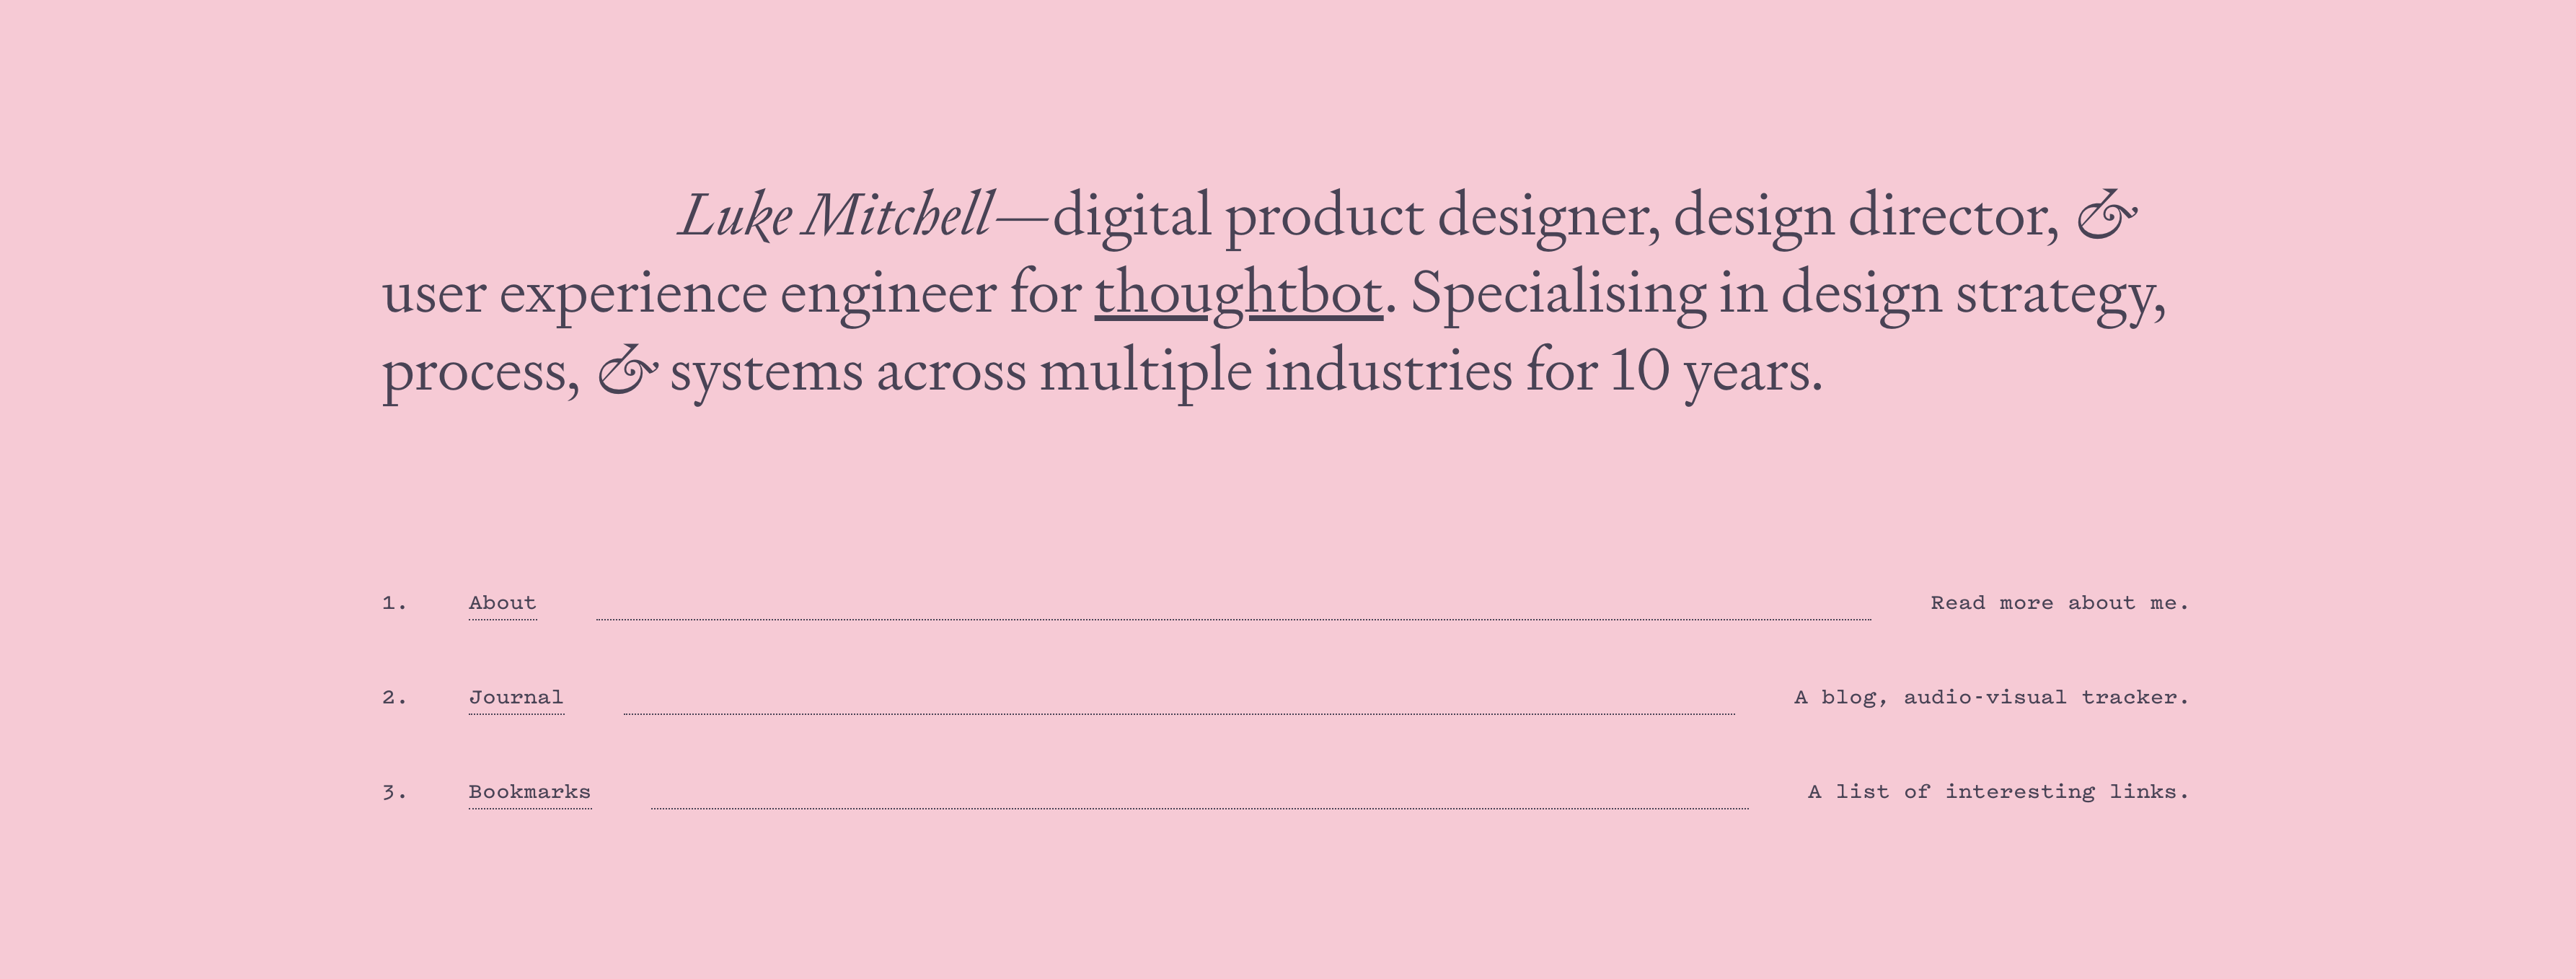 Luke Mitchell—digital product designer, design director, &
user experience engineer for thoughtbot. Specialising in design strategy,
process, & systems across multiple industries for 10 years.
1. About Read more about me.
2. Journal A blog, audio-visual tracker.
3. Bookmarks A list of interesting links.